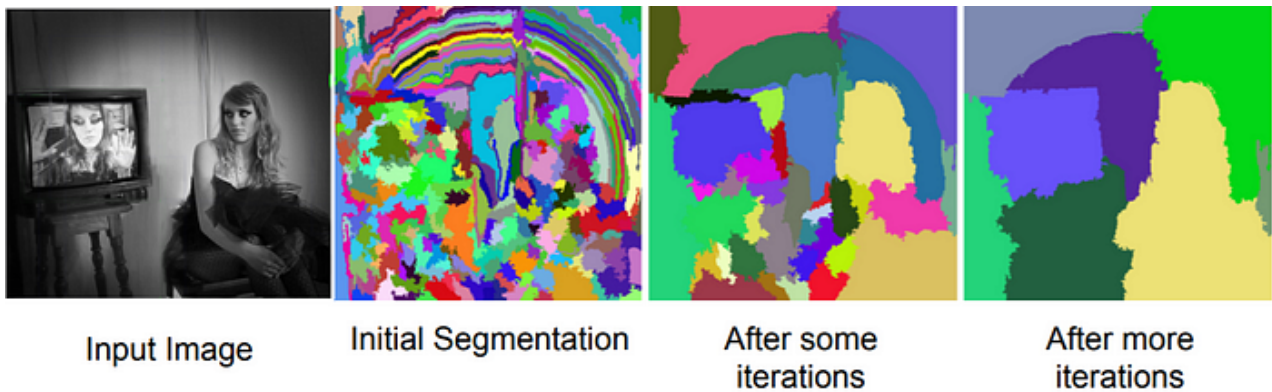 Input Image
Initial Segmentation
After some
iterations
After more
iterations